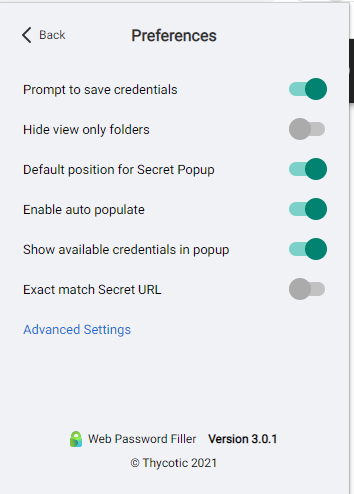 Back Preferences
Prompt to save credentials
Hide view only folders
Default position for Secret Popup
Enable auto populate
Show available credentials in popup
Exact match Secret URL
Advanced Settings
Web Password Filler Version 3.0.1
© Thycotic 2021